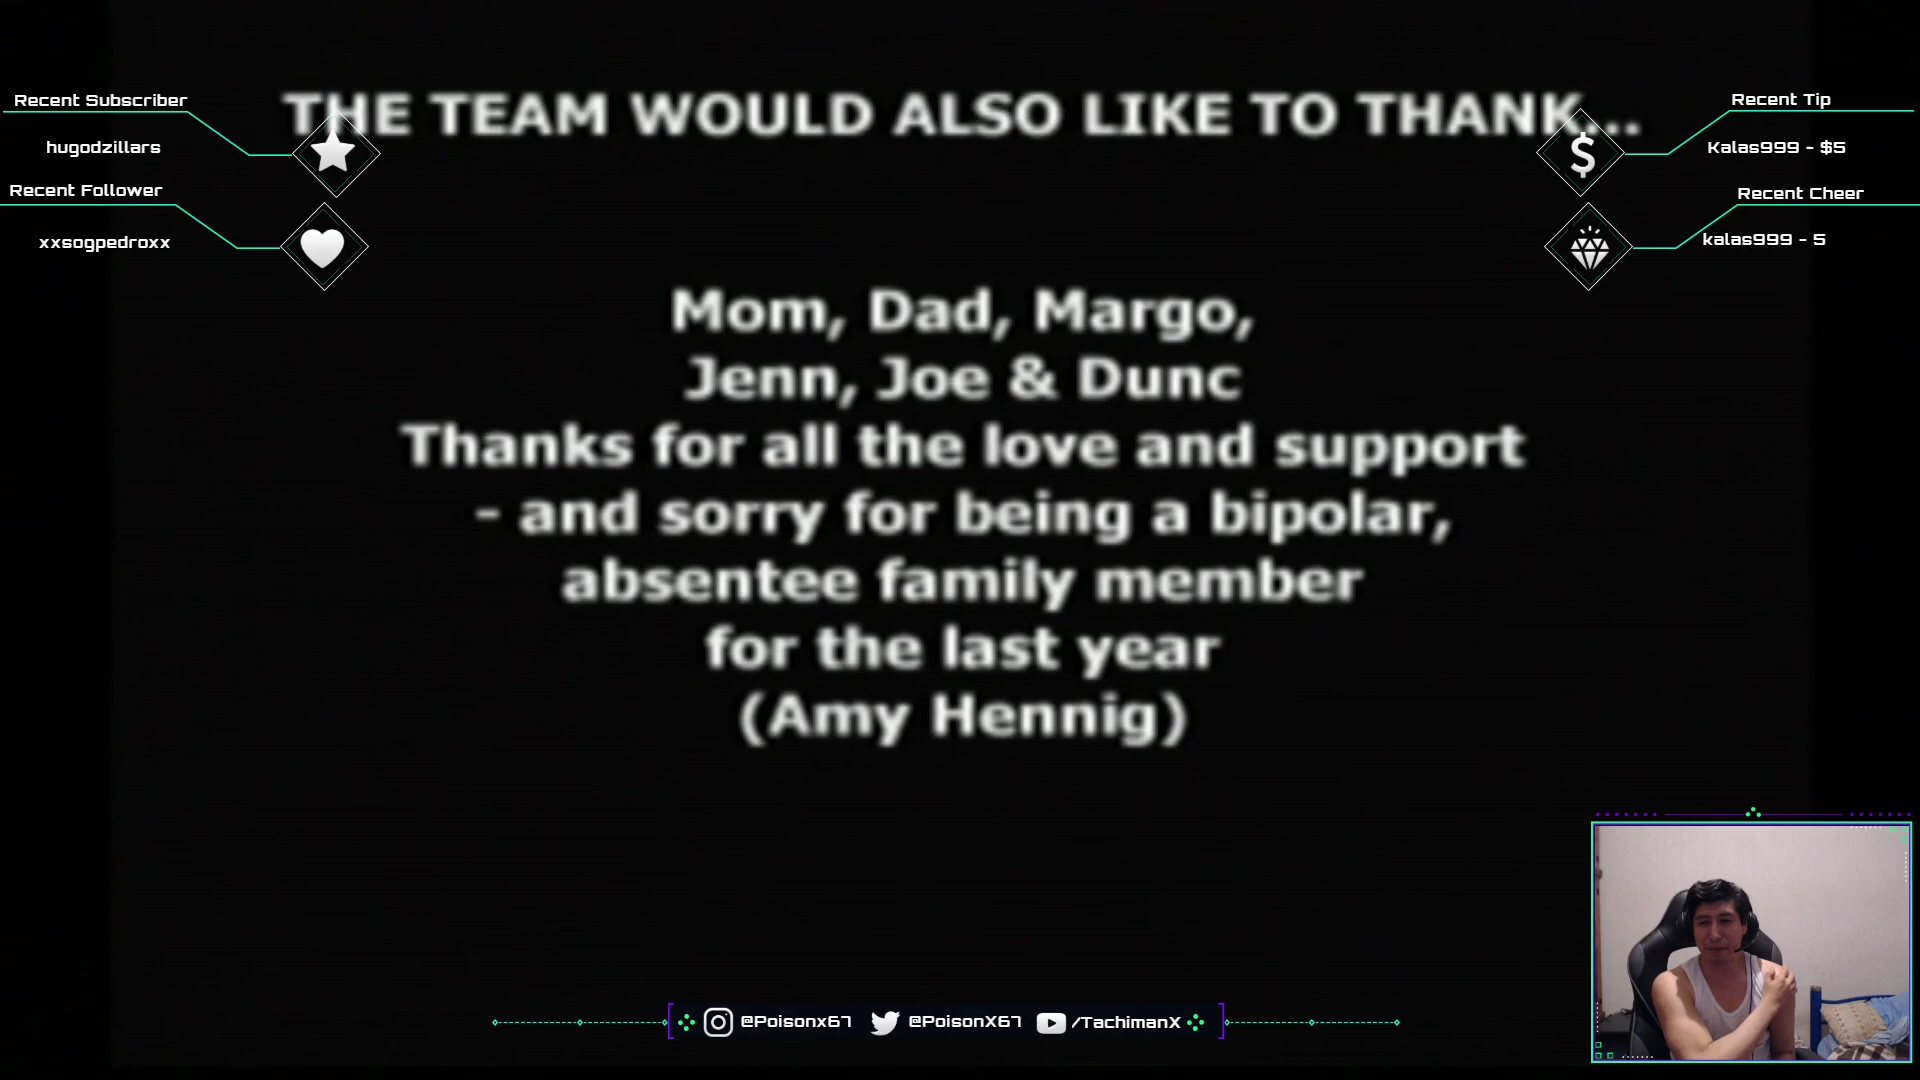 THE TEAM WOULD ALSO LIKE TO THANK...
Recent Subscriber
hugodzillars
Recent Follower
xxsogpedroxx
Recent Tip
Kalas999 - $5
Recent Cheer
kalas999 - 5
Mom, Dad, Margo,
Jenn, Joe & Dunc
Thanks for all the love and support
- and sorry for being a bipolar,
absentee family member
for the last year
(Amy Hennig)
@Poisonx67 @PoisonX67 /TachimanX